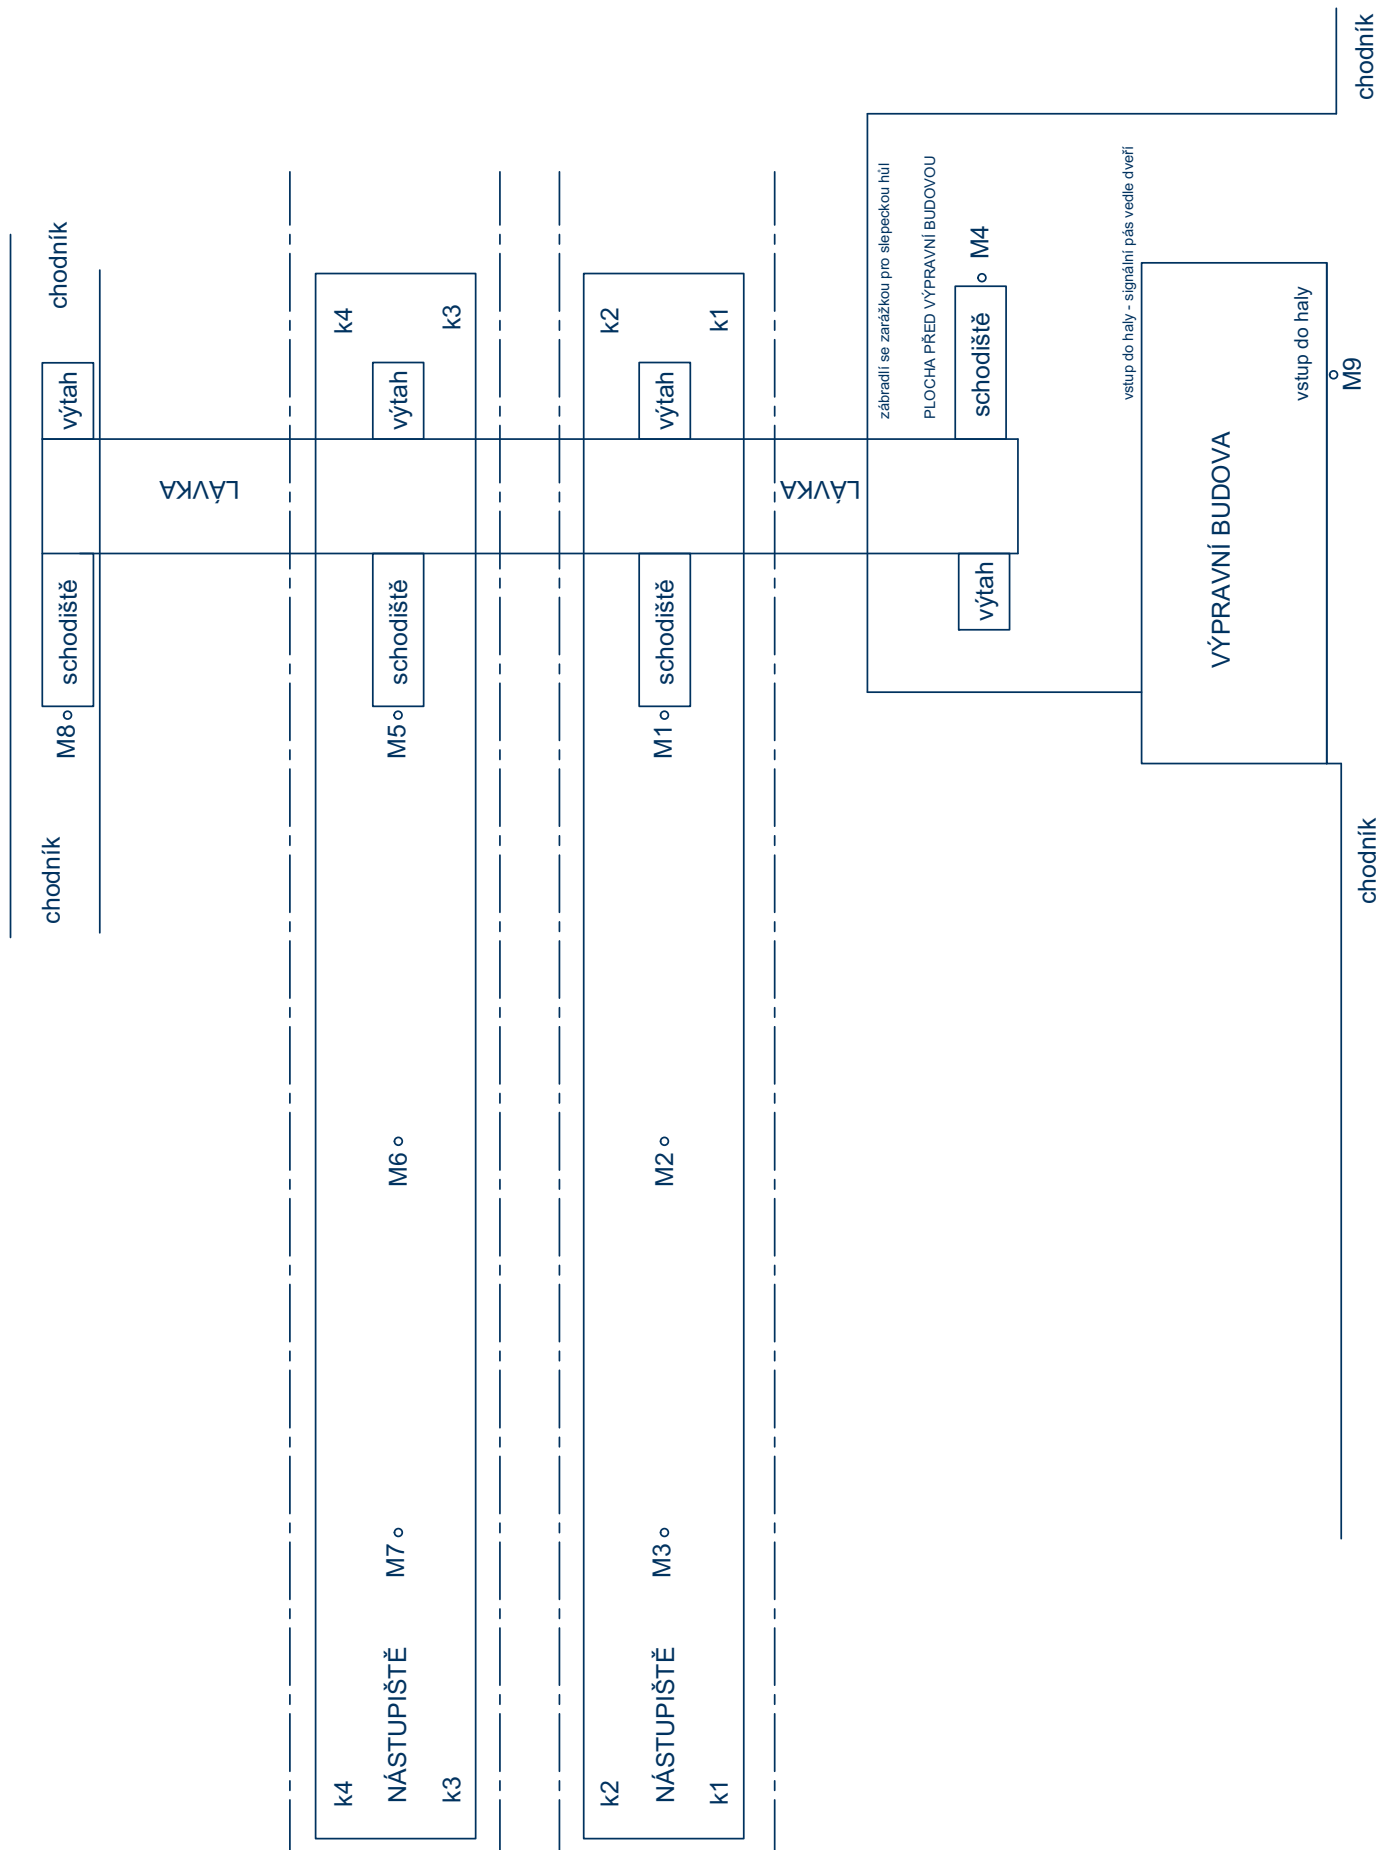 chodník
chodník
výtah
schodiště
M8
LÁVKA
k4
k3
výtah
schodiště
M5
M6
M7
k4
NÁSTUPIŠTĚ
k3
k2
k1
výtah
schodiště
M1
M2
M3
k2
NÁSTUPIŠTĚ
k1
LÁVKA
zábradlí se zarážkou pro slepeckou hůl
PLOCHA PŘED VÝPRAVNÍ BUDOVOU
schodiště
M4
výtah
vstup do haly - signální pás vedle dveří
VÝPRAVNÍ BUDOVA
vstup do haly
M9
chodník
chodník